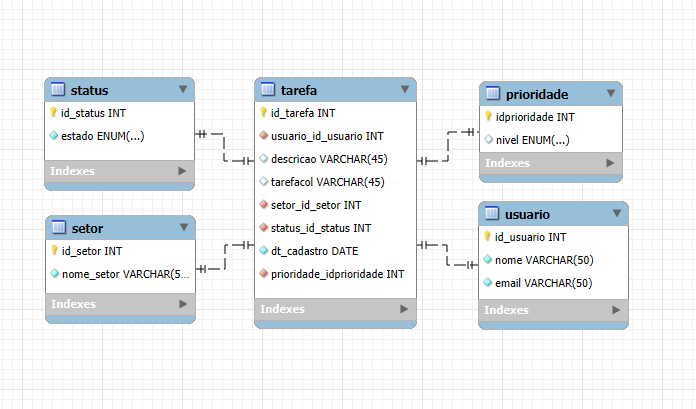 status
id_status INT
estado ENUM(...)
Indexes
setor
id_setor INT
nome_setor VARCHAR(5...
Indexes
tarefa
id_tarefa INT
usuario_id_usuario INT
descricao VARCHAR(45)
tarefacol VARCHAR(45)
setor_id_setor INT
status_id_status INT
dt_cadastro DATE
prioridade_idprioridade INT
Indexes
prioridade
idprioridade INT
nivel ENUM(...)
Indexes
usuario
id_usuario INT
nome VARCHAR(50)
email VARCHAR(50)
Indexes